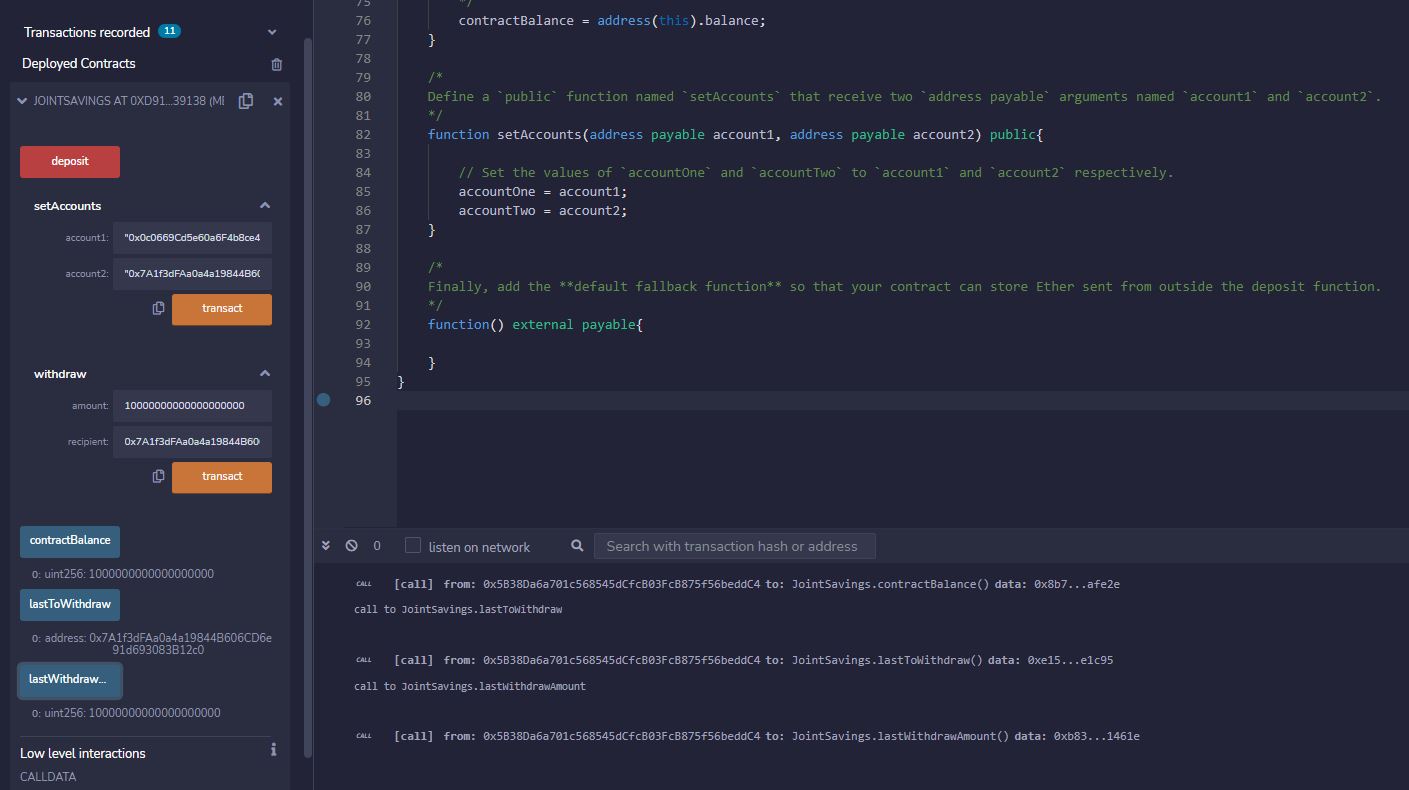 Transactions recorded 11
Deployed Contracts
JOINTSAVINGS AT 0XD91...39138 (ME
deposit
setAccounts
account1: "0x0c0669Cd5e60a6F4b8ce4
account2: "0x7A1f3dFAa0a4a19844B60
transact
withdraw
amount: 10000000000000000000
recipient: 0x7A1f3dFAa0a4a19844B60
transact
contractBalance
0: uint256: 1000000000000000000
lastToWithdraw
0: address: 0x7A1f3dFAa0a4a19844B606CD6e
91d693083B12c0
lastWithdraw...
0: uint256: 10000000000000000000
Low level interactions
CALLDATA
75 */
76 contractBalance = address(this).balance;
77 }
78
79 /*
80 Define a `public` function named `setAccounts` that receive two `address payable` arguments named `account1` and `account2`.
81 */
82 function setAccounts(address payable account1, address payable account2) public{
83
84 // Set the values of `accountOne` and `accountTwo` to `account1` and `account2` respectively.
85 accountOne = account1;
86 accountTwo = account2;
87 }
88
89 /*
90 Finally, add the **default fallback function** so that your contract can store Ether sent from outside the deposit function.
91 */
92 function() external payable{
93
94 }
95 }
96
0 listen on network Search with transaction hash or address
CALL [call] from: 0x5B38Da6a701c568545dCfcB03FcB875f56beddC4 to: JointSavings.contractBalance() data: 0x8b7...afe2e
call to JointSavings.lastToWithdraw
CALL [call] from: 0x5B38Da6a701c568545dCfcB03FcB875f56beddC4 to: JointSavings.lastToWithdraw() data: 0xe15...e1c95
call to JointSavings.lastWithdrawAmount
CALL [call] from: 0x5B38Da6a701c568545dCfcB03FcB875f56beddC4 to: JointSavings.lastWithdrawAmount() data: 0xb83...1461e